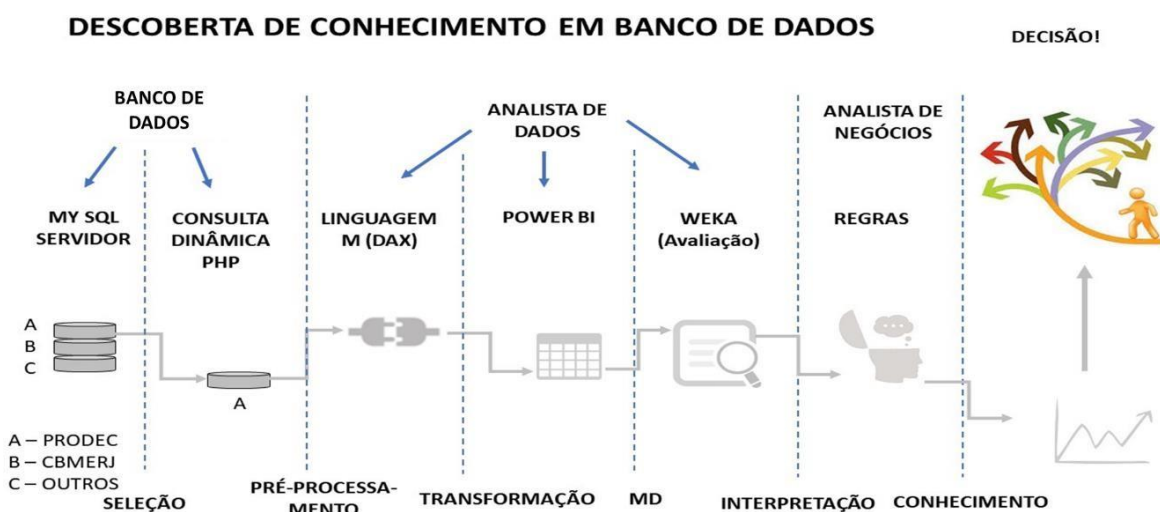 DESCOBERTA DE CONHECIMENTO EM BANCO DE DADOS
DECISÃO!
BANCO DE
DADOS
ANALISTA DE
DADOS
ANALISTA DE
NEGÓCIOS
MY SQL
SERVIDOR
CONSULTA
DINÂMICA
PHP
LINGUAGEM
M (DAX)
POWER BI
WEKA
(Avaliação)
REGRAS
A
B
C
A
A – PRODEC
B – CBMERJ
C – OUTROS
SELEÇÃO
PRÉ-PROCESSA-
MENTO
TRANSFORMAÇÃO
MD
INTERPRETAÇÃO
CONHECIMENTO